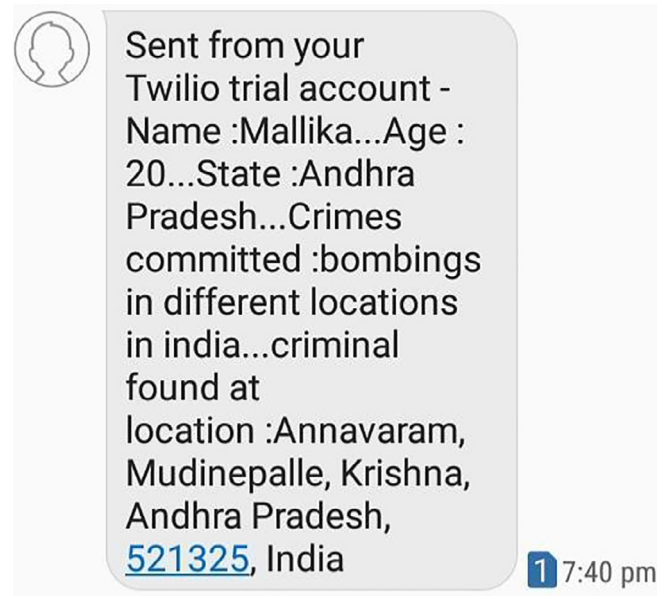 Sent from your
Twilio trial account -
Name :Mallika...Age :
20...State :Andhra
Pradesh...Crimes
committed :bombings
in different locations
in india...criminal
found at
location :Annavaram,
Mudinepalle, Krishna,
Andhra Pradesh,
521325, India
1 7:40 pm